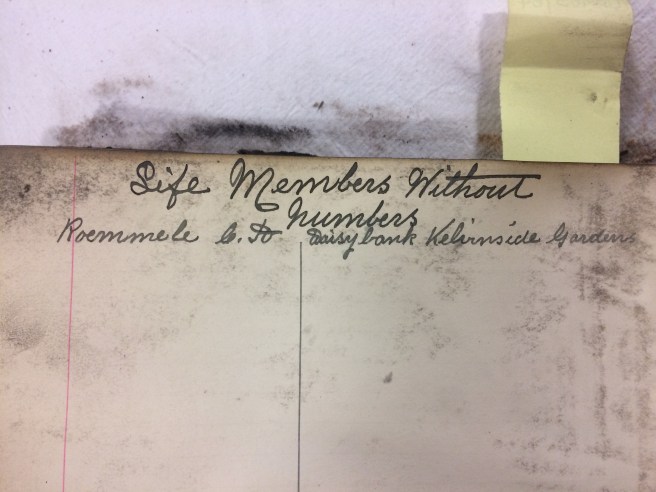 Life Members Without
Numbers
Roemmele Daisybank Kelvinside Gardens